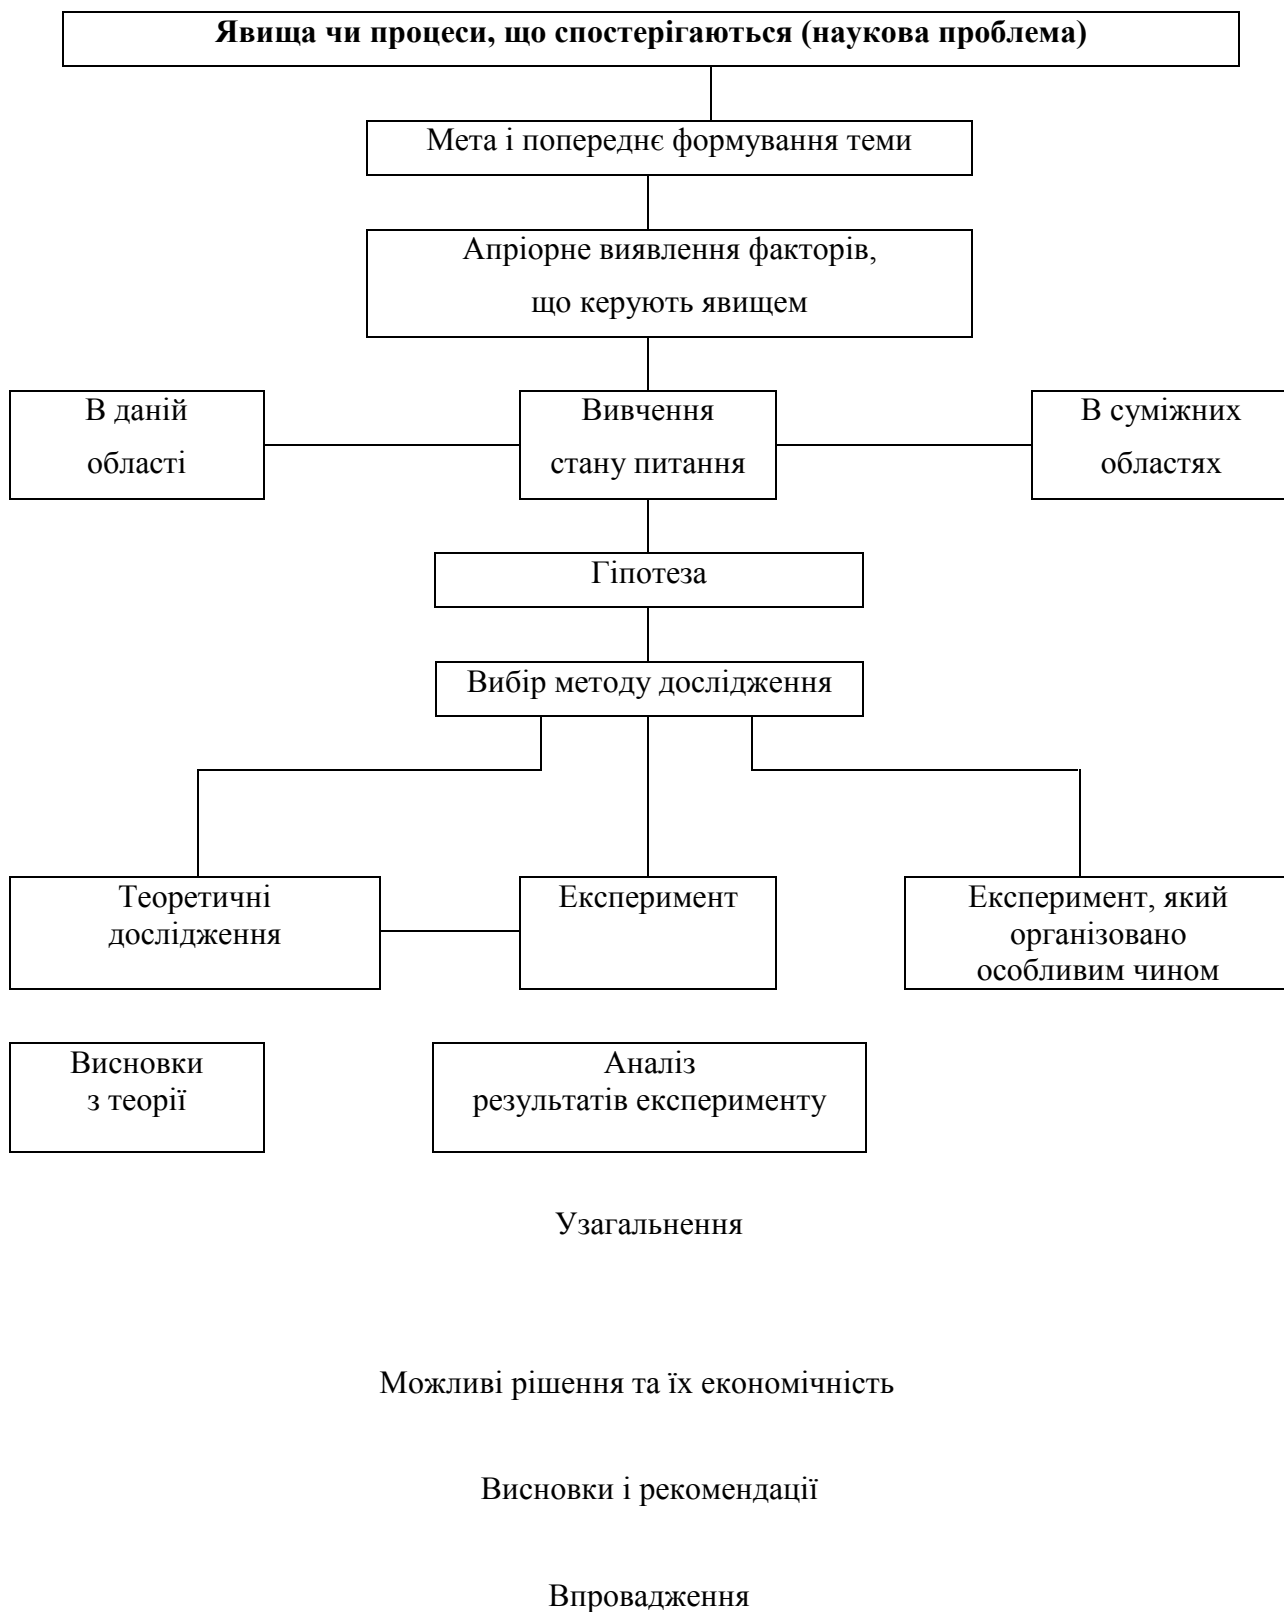 Явища чи процеси, що спостерігаються (наукова проблема)
Мета і попереднє формування теми
Апріорне виявлення факторів,
що керують явищем
В даній
області
Вивчення
стану питання
В суміжних
областях
Гіпотеза
Вибір методу дослідження
Теоретичні
дослідження
Експеримент
Експеримент, який
організовано
особливим чином
Висновки
з теорії
Аналіз
результатів експерименту
Узагальнення
Можливі рішення та їх економічність
Висновки і рекомендації
Впровадження